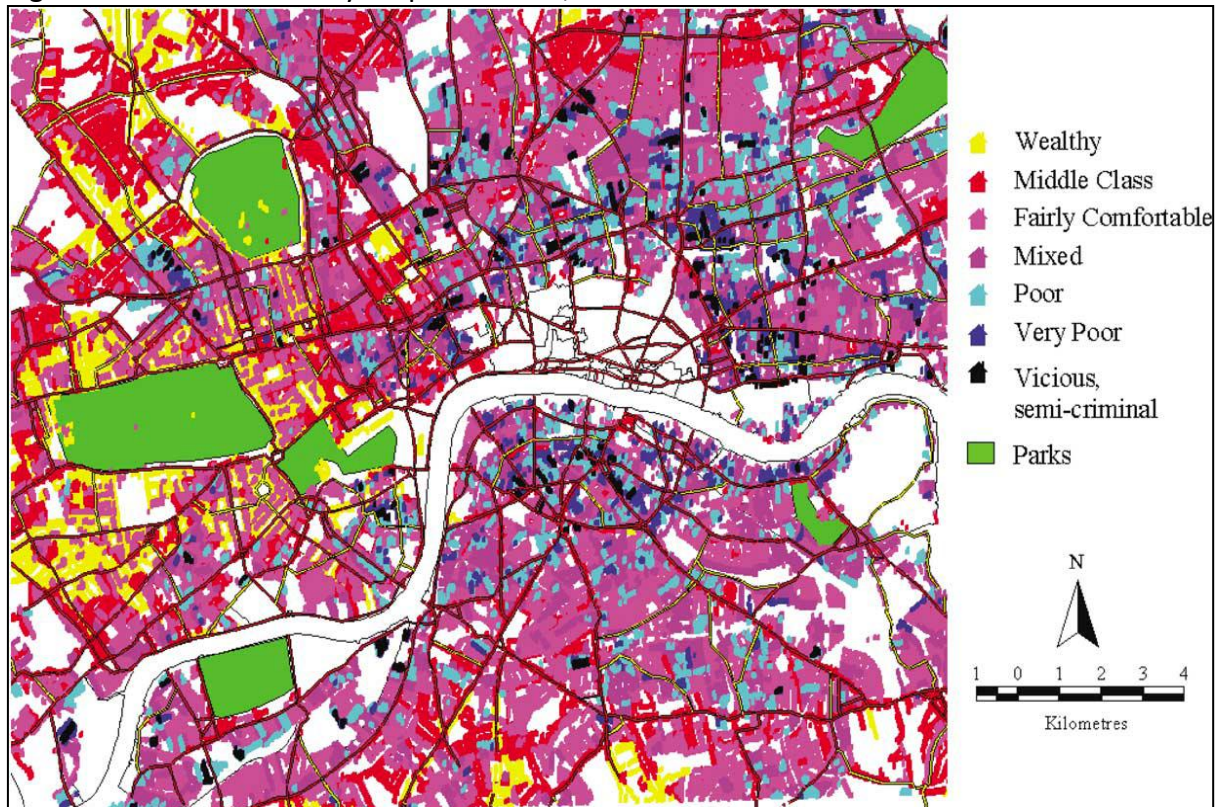 Wealthy
Middle Class
Fairly Comfortable
Mixed
Poor
Very Poor
Vicious,
semi-criminal
Parks
N
1 0 1 2 3 4
Kilometres